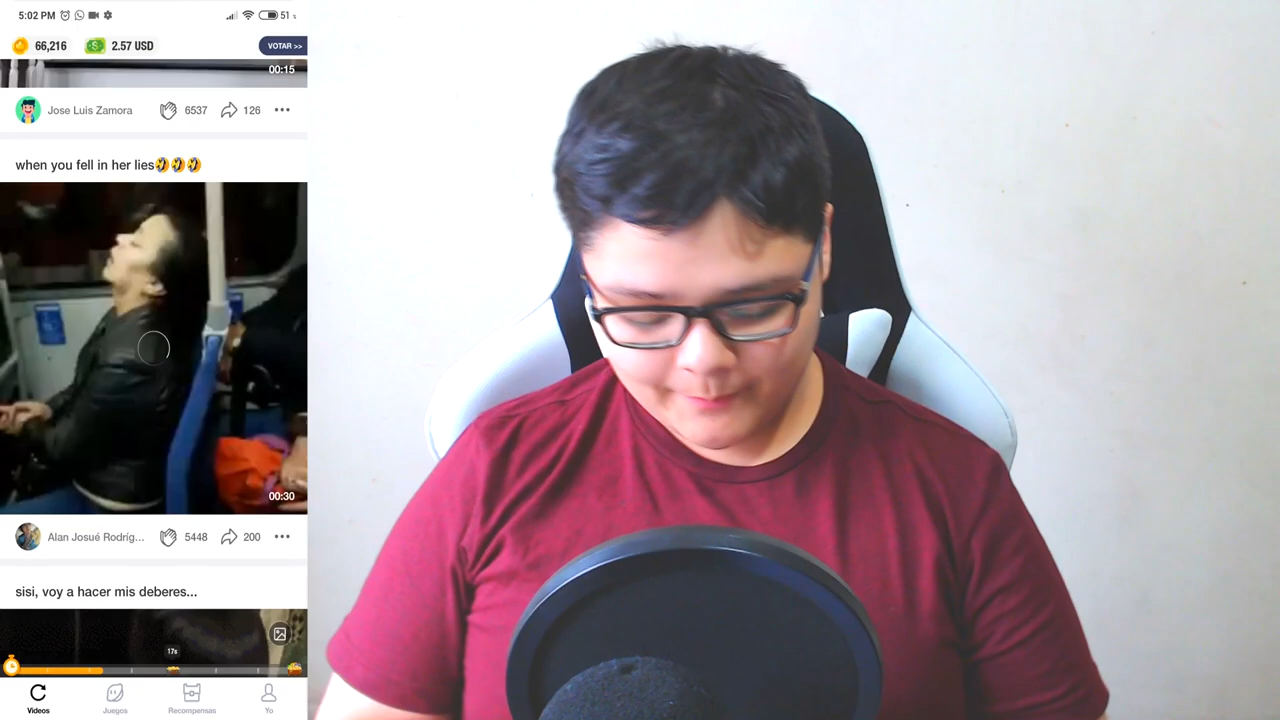 5:02 PM 51
66,216 2.57 USD VOTAR >>
00:15
Jose Luis Zamora 6537 126
when you fell in her lies🤣🤣🤣
00:30
Alan Josué Rodríg... 5448 200
sisi, voy a hacer mis deberes...
17s
Videos Juegos Recompensas Yo